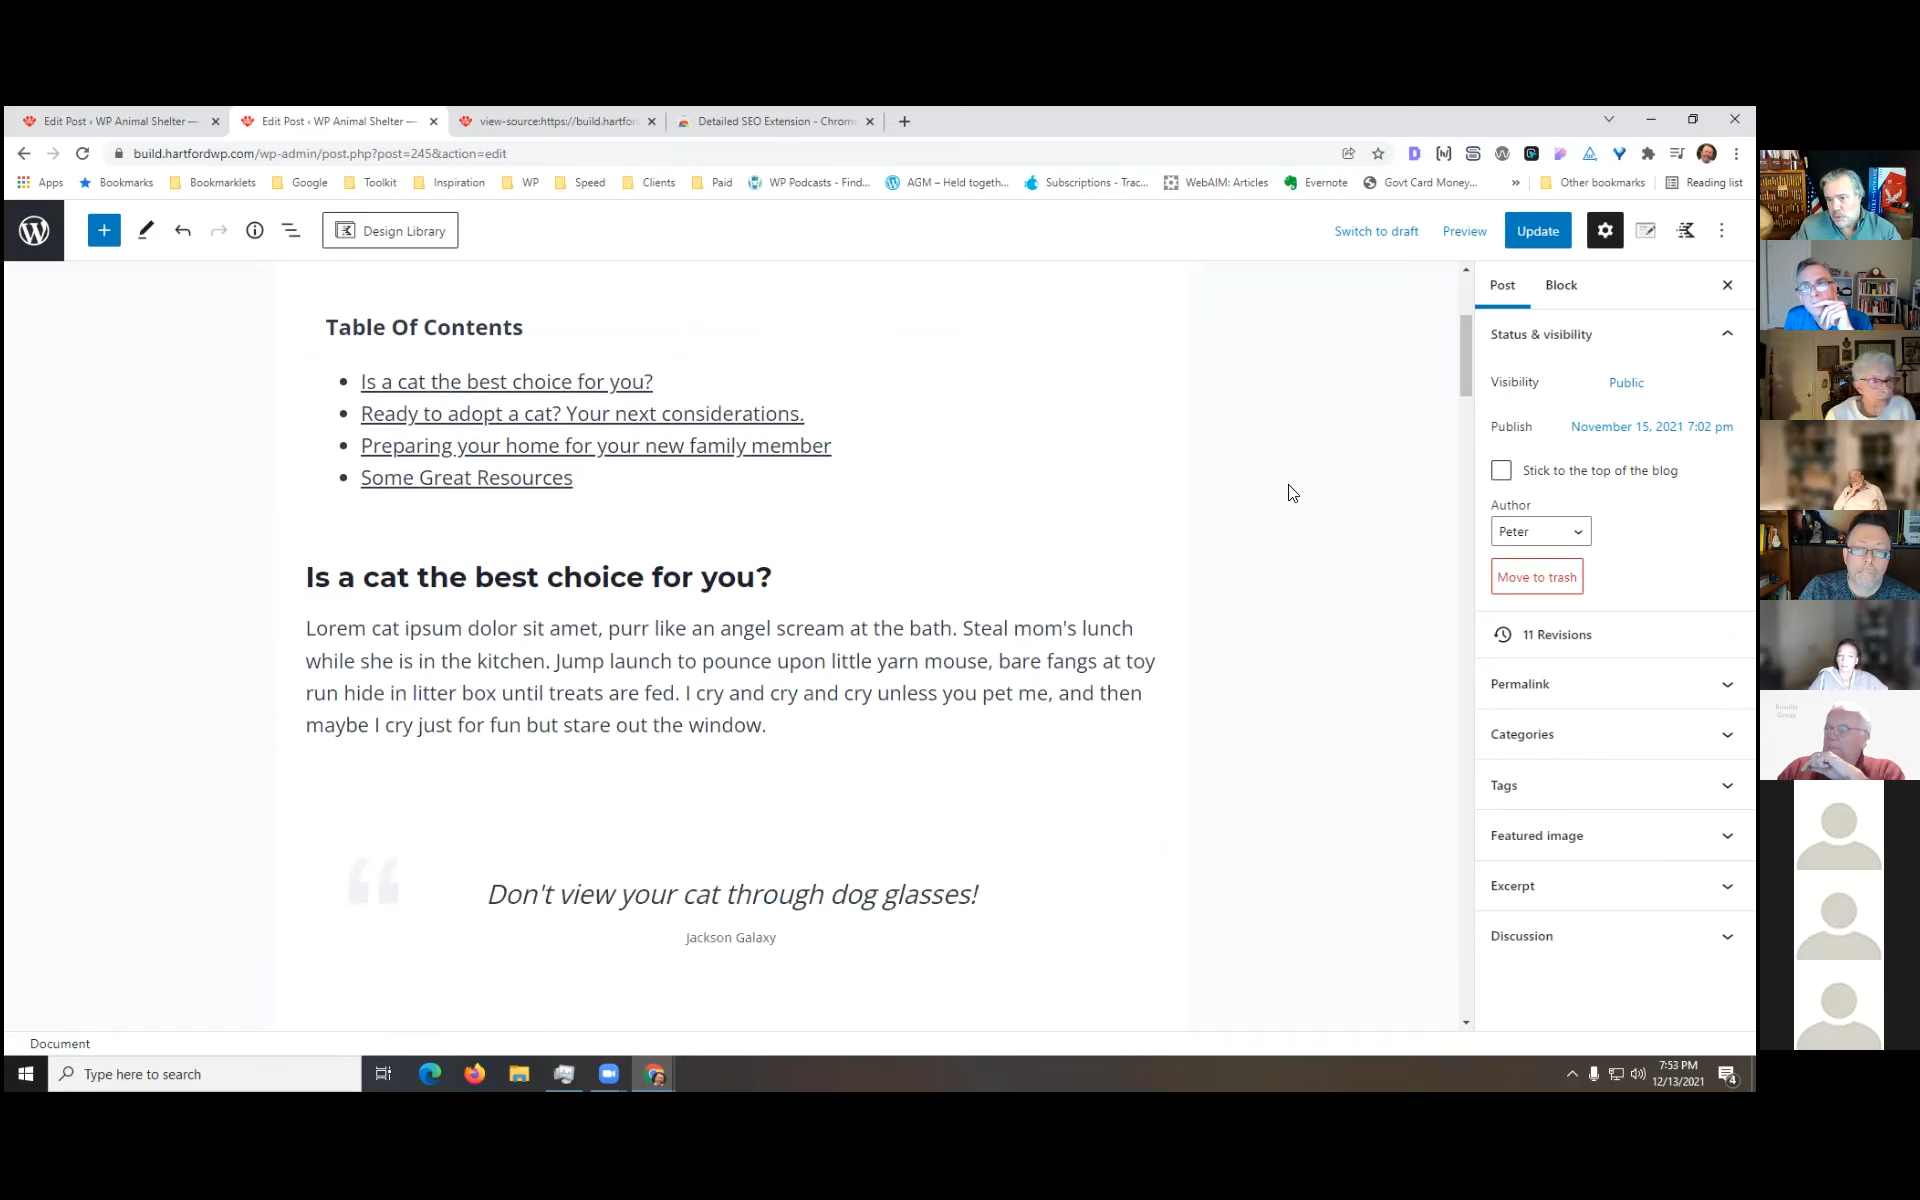 Edit Post ‹ WP Animal Shelter —
Edit Post ‹ WP Animal Shelter —
view-source:https://build.hartfor
Detailed SEO Extension - Chrom
build.hartfordwp.com/wp-admin/post.php?post=245&action=edit
Apps
Bookmarks
Bookmarklets
Google
Toolkit
Inspiration
WP
Speed
Clients
Paid
WP Podcasts - Find...
AGM – Held togeth...
Subscriptions - Trac...
WebAIM: Articles
Evernote
Govt Card Money...
»
Other bookmarks
Reading list
Design Library
Switch to draft
Preview
Update
Table Of Contents
Is a cat the best choice for you?
Ready to adopt a cat? Your next considerations.
Preparing your home for your new family member
Some Great Resources
Is a cat the best choice for you?
Lorem cat ipsum dolor sit amet, purr like an angel scream at the bath. Steal mom's lunch
while she is in the kitchen. Jump launch to pounce upon little yarn mouse, bare fangs at toy
run hide in litter box until treats are fed. I cry and cry and cry unless you pet me, and then
maybe I cry just for fun but stare out the window.
Don't view your cat through dog glasses!
Jackson Galaxy
Post
Block
Status & visibility
Visibility
Public
Publish
November 15, 2021 7:02 pm
Stick to the top of the blog
Author
Peter
Move to trash
11 Revisions
Permalink
Categories
Tags
Featured image
Excerpt
Discussion
Document
Type here to search
7:53 PM
12/13/2021
4
Results
Group